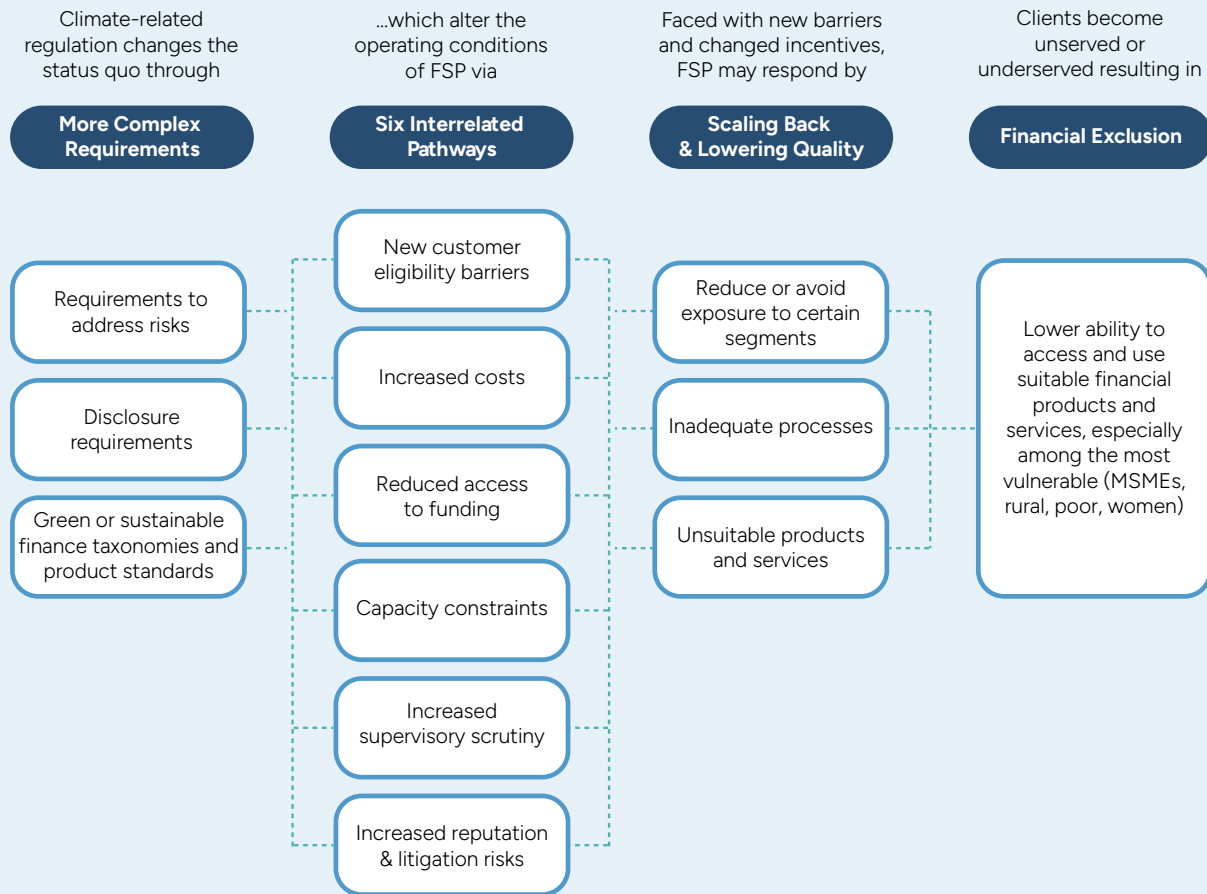 Climate-related
regulation changes the
status quo through
More Complex
Requirements
Requirements to
address risks
Disclosure
requirements
Green or sustainable
finance taxonomies and
product standards
...which alter the
operating conditions
of FSP via
Six Interrelated
Pathways
New customer
eligibility barriers
Increased costs
Reduced access
to funding
Capacity constraints
Increased
supervisory scrutiny
Increased reputation
& litigation risks
Faced with new barriers
and changed incentives,
FSP may respond by
Scaling Back
& Lowering Quality
Reduce or avoid
exposure to certain
segments
Inadequate processes
Unsuitable products
and services
Clients become
unserved or
underserved resulting in
Financial Exclusion
Lower ability to
access and use
suitable financial
products and
services, especially
among the most
vulnerable (MSMEs,
rural, poor, women)